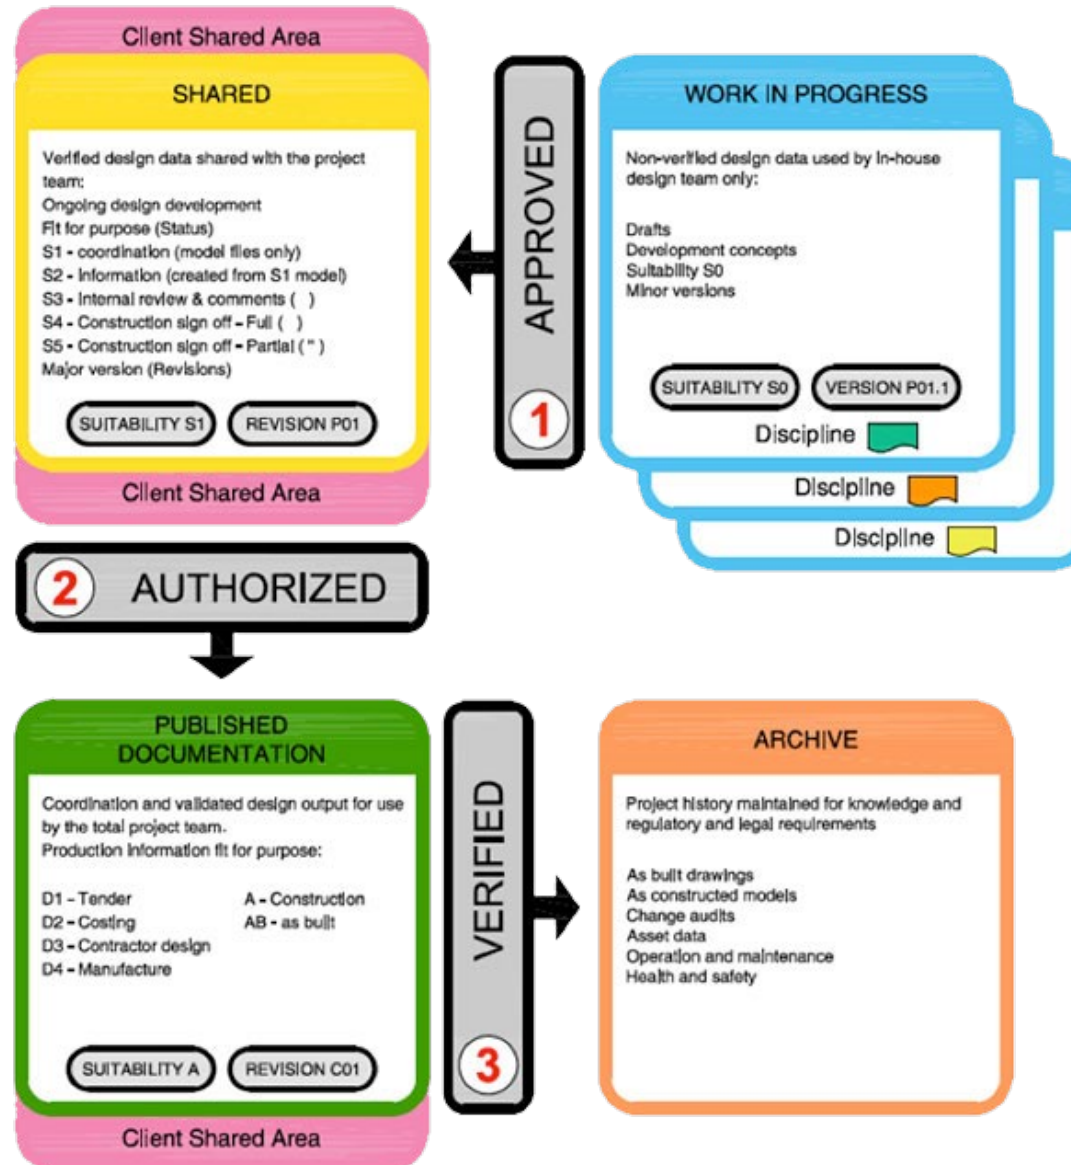 Client Shared Area
SHARED
Verified design data shared with the project
team:
Ongoing design development
Fit for purpose (Status)
S1 - coordination (model files only)
S2 - Information (created from S1 model)
S3 - Internal review & comments (  )
S4 - Construction sign off - Full (  )
S5 - Construction sign off - Partial ( " )
Major version (Revisions)
SUITABILITY S1
REVISION P01
Client Shared Area
APPROVED
1
WORK IN PROGRESS
Non-verified design data used by in-house
design team only:
Drafts
Development concepts
Suitability S0
Minor versions
SUITABILITY S0
VERSION P01.1
Discipline
Discipline
Discipline
2
AUTHORIZED
PUBLISHED
DOCUMENTATION
Coordination and validated design output for use
by the total project team.
Production Information fit for purpose:
D1 - Tender
D2 - Costing
D3 - Contractor design
D4 - Manufacture
A - Construction
AB - as built
SUITABILITY A
REVISION C01
Client Shared Area
VERIFIED
3
ARCHIVE
Project history maintained for knowledge and
regulatory and legal requirements
As built drawings
As constructed models
Change audits
Asset data
Operation and maintenance
Health and safety